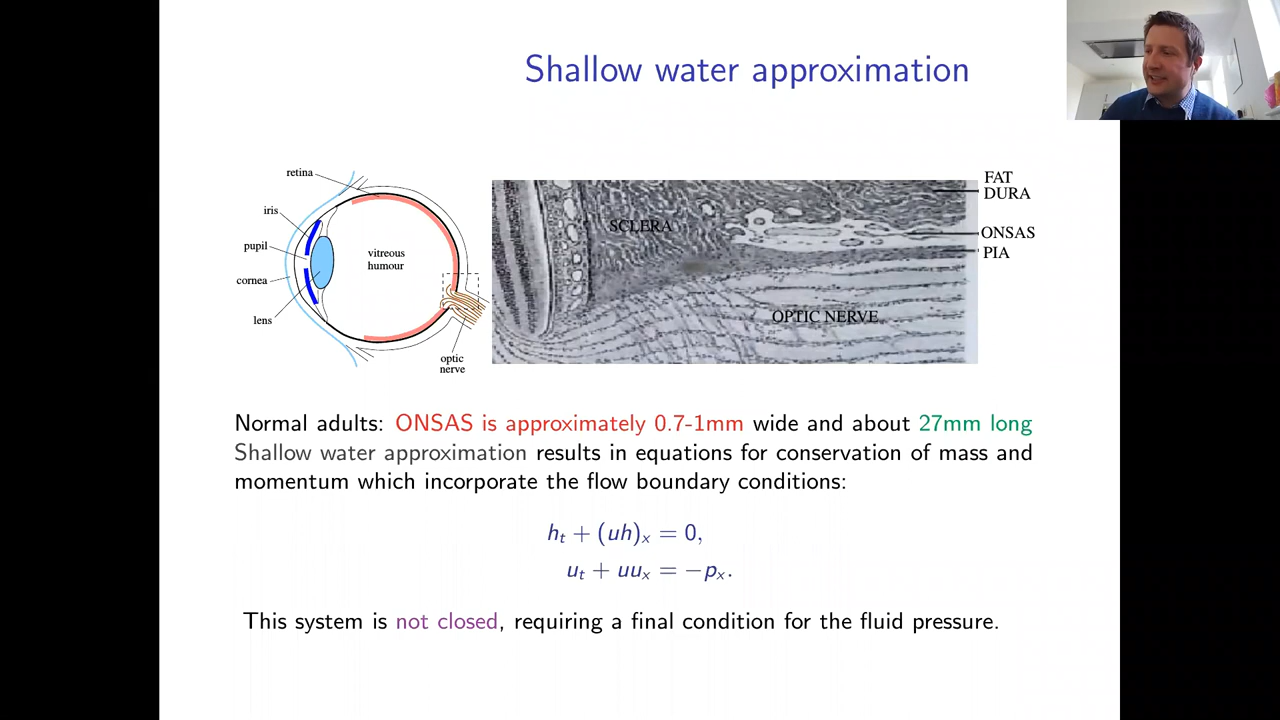 Shallow water approximation
retina
iris
pupil
cornea
lens
vitreous
humour
optic
nerve
SCLERA
OPTIC NERVE
FAT
DURA
ONSAS
PIA
Normal adults: ONSAS is approximately 0.7-1mm wide and about 27mm long
Shallow water approximation results in equations for conservation of mass and
momentum which incorporate the flow boundary conditions:
hₜ + (uh)ₓ = 0,
uₜ + uuₓ = −pₓ.
This system is not closed, requiring a final condition for the fluid pressure.